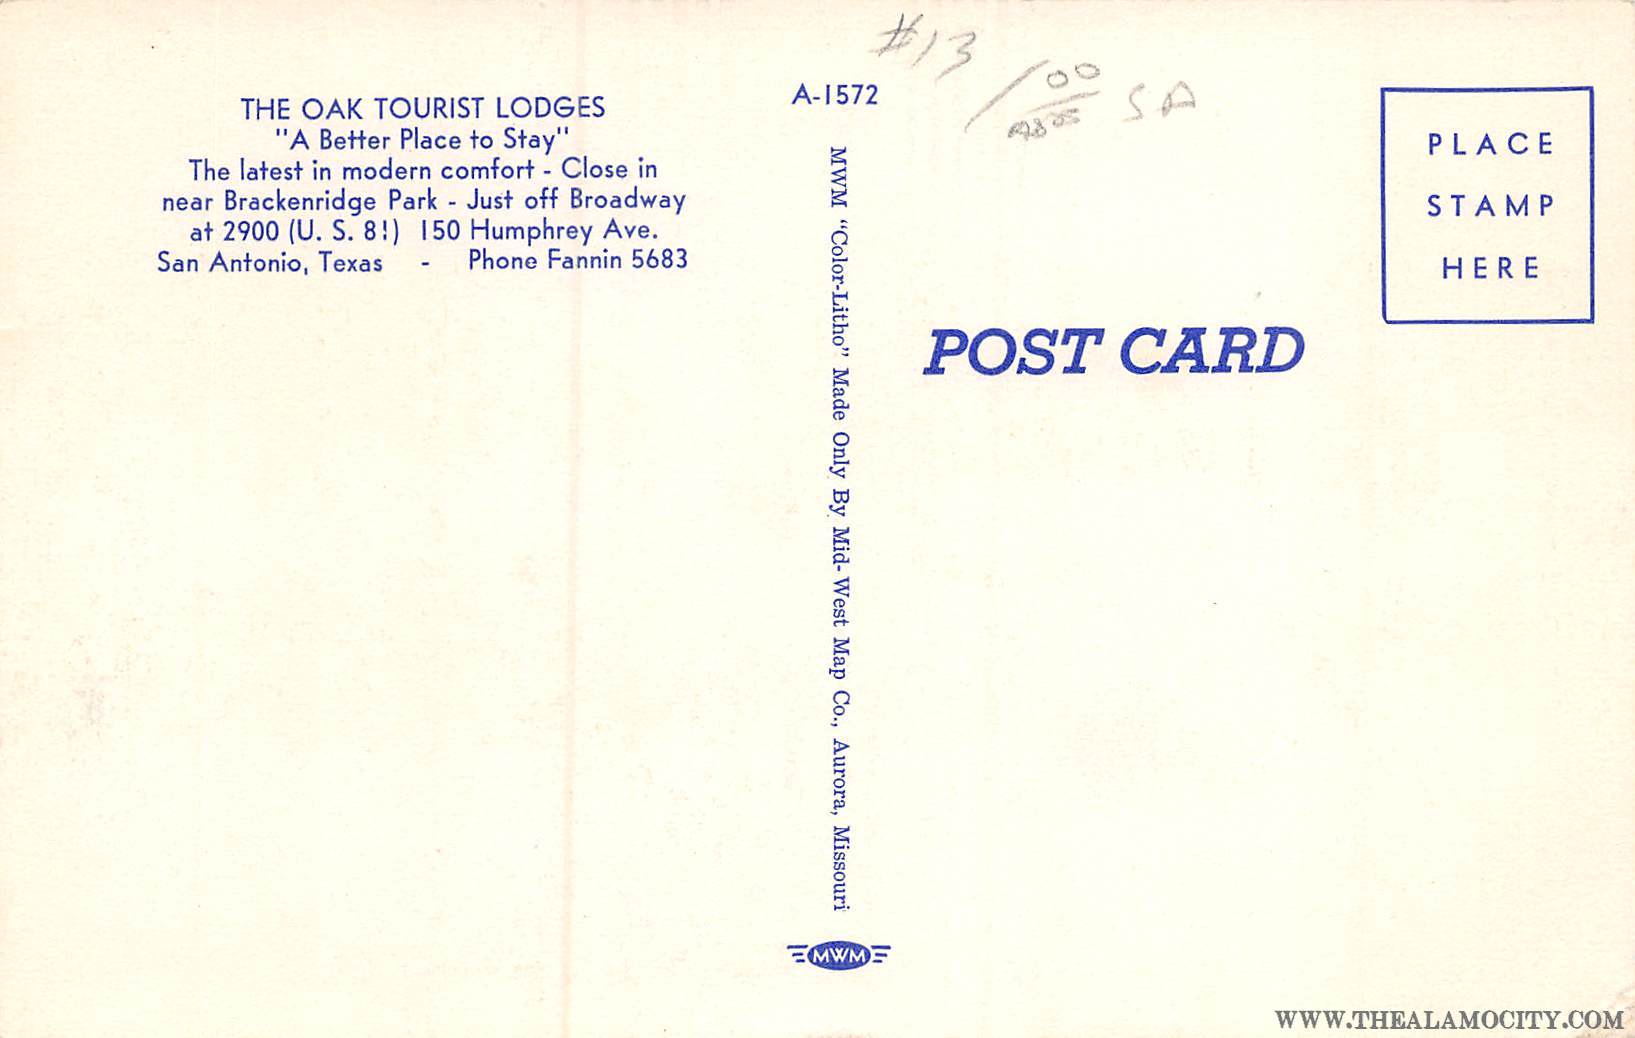 #13
1 00 SA
THE OAK TOURIST LODGES
"A Better Place to Stay"
The latest in modern comfort - Close in
near Brackenridge Park - Just off Broadway
at 2900 (U. S. 81) 150 Humphrey Ave.
San Antonio, Texas - Phone Fannin 5683
A-1572
MWM "Color-Litho" Made Only By Mid-West Map Co., Aurora, Missouri
MWM
PLACE
STAMP
HERE
POST CARD
WWW.THEALAMOCITY.COM